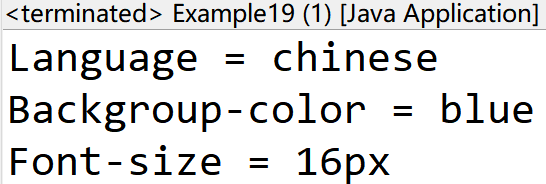 <terminated> Example19 (1) [Java Application]
Language = chinese
Backgroup-color = blue
Font-size = 16px